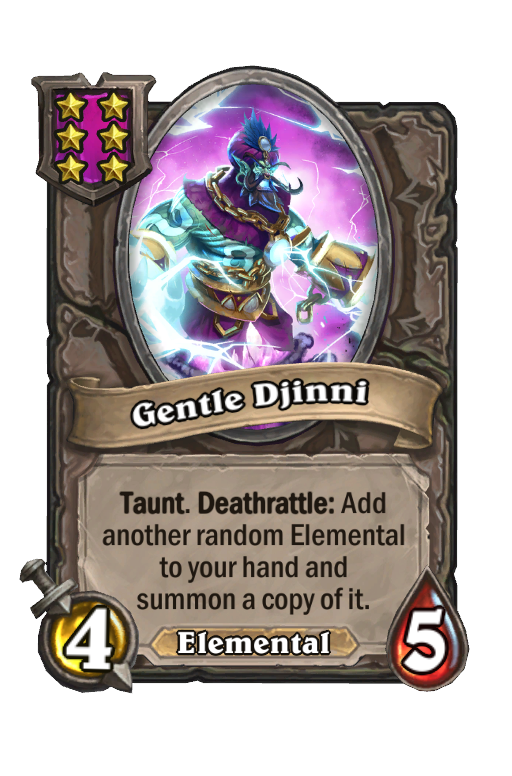 Gentle Djinni
Taunt. Deathrattle: Add
another random Elemental
to your hand and
summon a copy of it.
4
Elemental
5